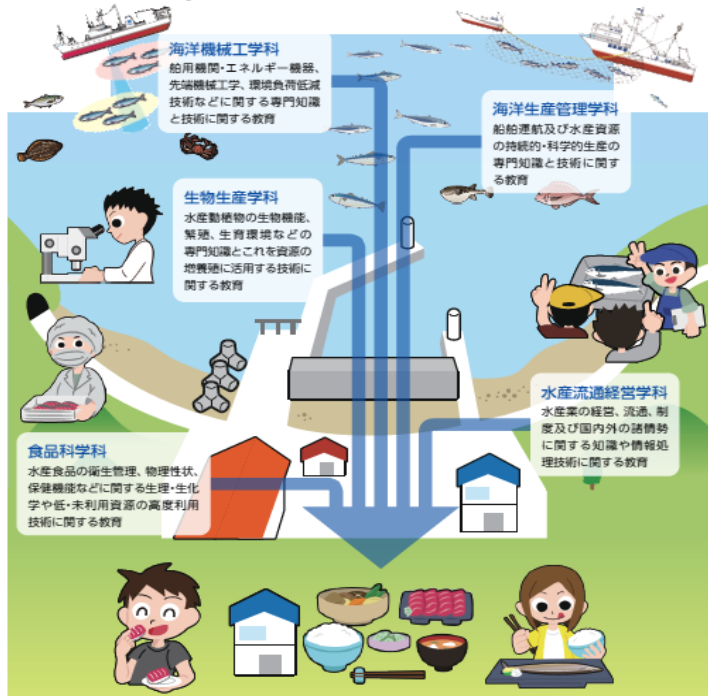 海洋機械工学科
舶用機関・エネルギー機器、
先端機械工学、環境負荷低減
技術などに関する専門知識
と技術に関する教育
海洋生産管理学科
船舶運航及び水産資源
の持続的・科学的生産の
専門知識と技術に関す
る教育
生物生産学科
水産動植物の生物機能、
繁殖、生育環境などの
専門知識とこれを資源の
増養殖に活用する技術に
関する教育
水産流通経営学科
水産業の経営、流通、制
度及び国内外の諸情勢
に関する知識や情報処
理技術に関する教育
食品科学科
水産食品の衛生管理、物理性状、
保健機能などに関する生理・生化
学や低・未利用資源の高度利用
技術に関する教育